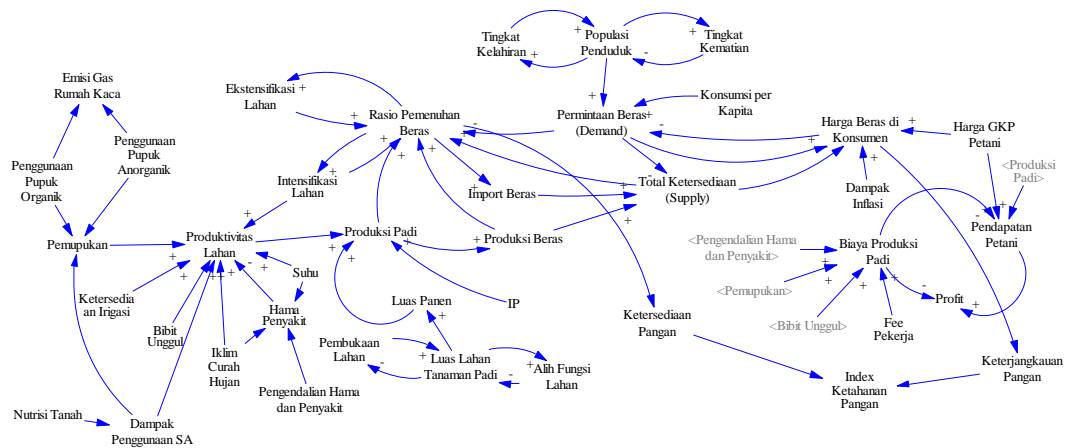 Tingkat
Kelahiran
Populasi
Penduduk
Tingkat
Kematian
Emisi Gas
Rumah Kaca
Ekstensifikasi
Lahan
Rasio Pemenuhan
Beras
Permintaan Beras
(Demand)
Konsumsi per
Kapita
Harga Beras di
Konsumen
Harga GKP
Petani
Penggunaan
Pupuk
Organik
Penggunaan
Pupuk
Anorganik
Intensifikasi
Lahan
Import Beras
Total Ketersediaan
(Supply)
Dampak
Inflasi
<Produksi
Padi>
Pemupukan
Produktivitas
Lahan
Produksi Padi
Produksi Beras
<Pengendalian Hama
dan Penyakit>
Biaya Produksi
Padi
Pendapatan
Petani
Ketersedia
an Irigasi
Suhu
Bibit
Unggul
Iklim
Curah
Hujan
Hama
Penyakit
Luas Panen
IP
Ketersediaan
Pangan
<Pemupukan>
<Bibit Unggul>
Fee
Pekerja
Profit
Pembukaan
Lahan
Luas Lahan
Tanaman Padi
Alih Fungsi
Lahan
Pengendalian Hama
dan Penyakit
Index
Ketahanan
Pangan
Keterjangkauan
Pangan
Nutrisi Tanah
Dampak
Penggunaan SA